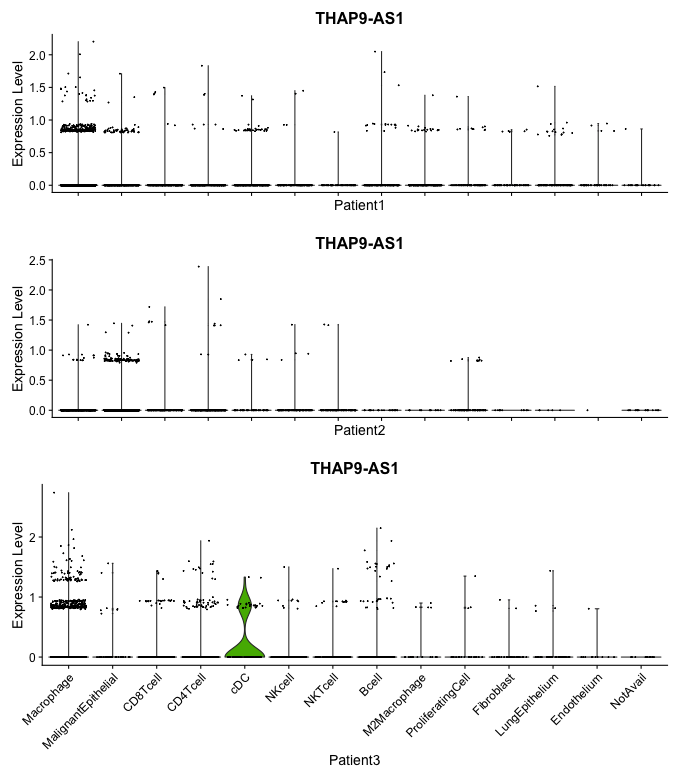 THAP9-AS1
Expression Level
2.0
1.5
1.0
0.5
0.0
Patient1
THAP9-AS1
Expression Level
2.5
2.0
1.5
1.0
0.5
0.0
Patient2
THAP9-AS1
Expression Level
2
1
0
Macrophage
MalignantEpithelial
CD8Tcell
CD4Tcell
cDC
NKcell
NKTcell
Bcell
M2Macrophage
ProliferatingCell
Fibroblast
LungEpithelium
Endothelium
NotAvail
Patient3